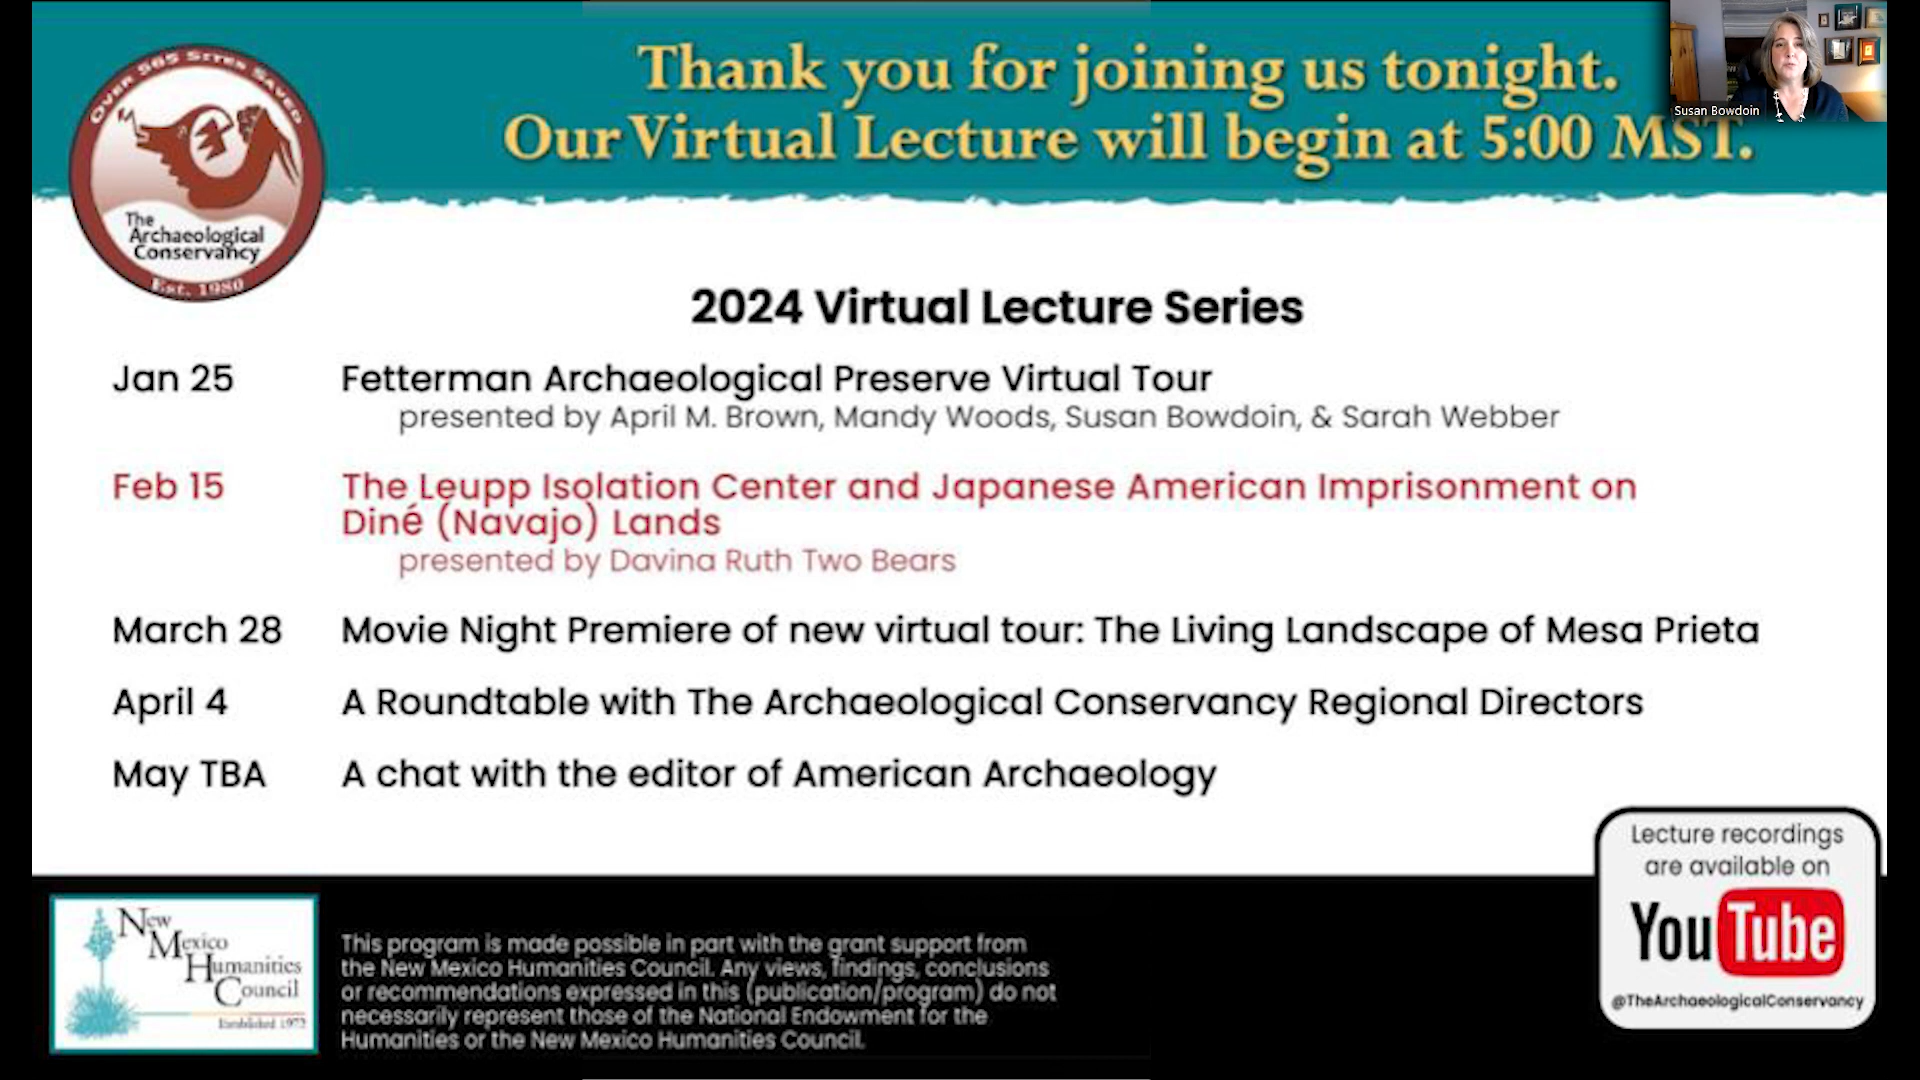 Thank you for joining us tonight.
Our Virtual Lecture will begin at 5:00 MST.
Susan Bowdoin
OVER 565 SITES SAVED
The
Archaeological
Conservancy
Est. 1980
2024 Virtual Lecture Series
Jan 25 Fetterman Archaeological Preserve Virtual Tour
presented by April M. Brown, Mandy Woods, Susan Bowdoin, & Sarah Webber
Feb 15 The Leupp Isolation Center and Japanese American Imprisonment on
Diné (Navajo) Lands
presented by Davina Ruth Two Bears
March 28 Movie Night Premiere of new virtual tour: The Living Landscape of Mesa Prieta
April 4 A Roundtable with The Archaeological Conservancy Regional Directors
May TBA A chat with the editor of American Archaeology
Lecture recordings
are available on
YouTube
@TheArchaeologicalConservancy
New
Mexico
Humanities
Council
Established 1972
This program is made possible in part with the grant support from
the New Mexico Humanities Council. Any views, findings, conclusions
or recommendations expressed in this (publication/program) do not
necessarily represent those of the National Endowment for the
Humanities or the New Mexico Humanities Council.